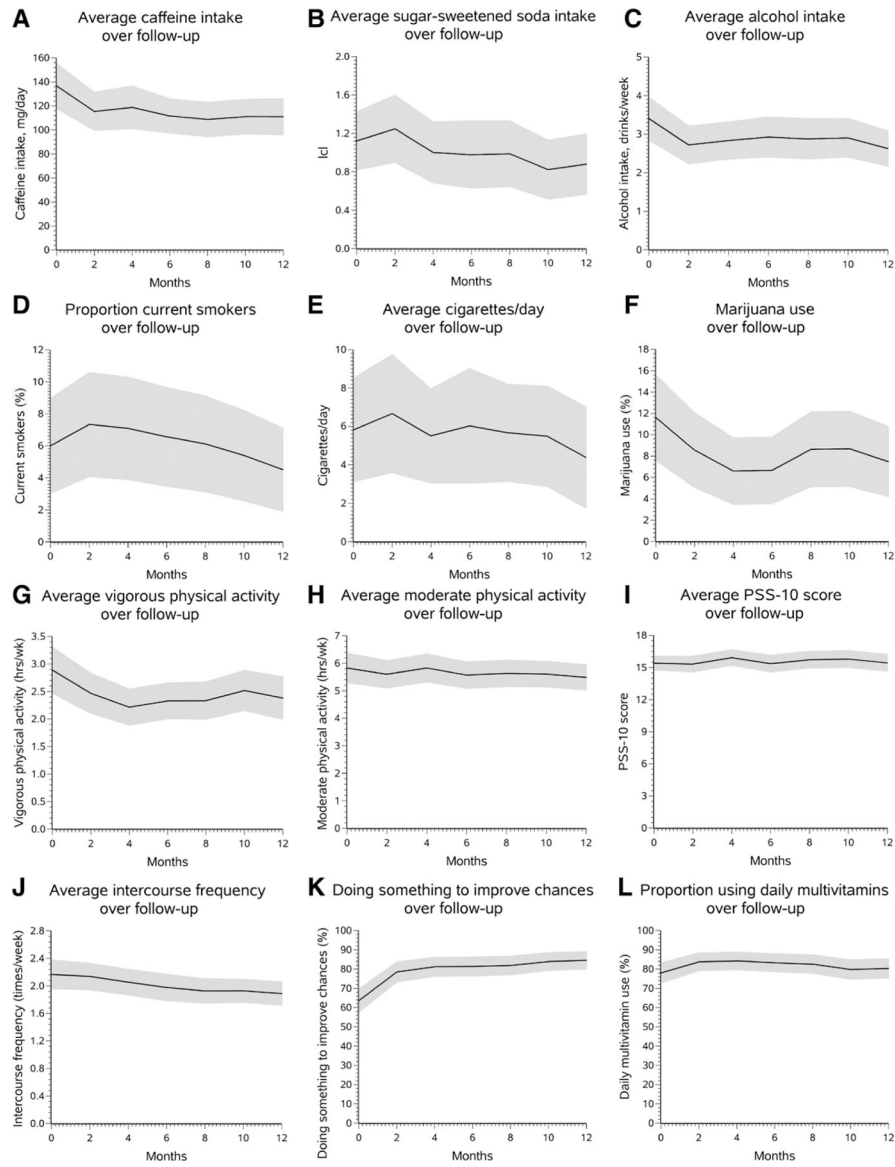 A Average caffeine intake
over follow-up
Caffeine intake, mg/day
160
140
120
100
80
60
40
20
0
0 2 4 6 8 10 12
Months
B Average sugar-sweetened soda intake
over follow-up
lcl
1.6
1.2
0.8
0.4
0.0
0 2 4 6 8 10 12
Months
C Average alcohol intake
over follow-up
Alcohol intake, drinks/week
5
4
3
2
1
0
0 2 4 6 8 10 12
Months
D Proportion current smokers
over follow-up
Current smokers (%)
12
10
8
6
4
2
0
0 2 4 6 8 10 12
Months
E Average cigarettes/day
over follow-up
Cigarettes/day
10
8
6
4
2
0
0 2 4 6 8 10 12
Months
F Marijuana use
over follow-up
Marijuana use (%)
18
16
14
12
10
8
6
4
2
0
0 2 4 6 8 10 12
Months
G Average vigorous physical activity
over follow-up
Vigorous physical activity (hrs/wk)
3.5
3.0
2.5
2.0
1.5
1.0
0.5
0.0
0 2 4 6 8 10 12
Months
H Average moderate physical activity
over follow-up
Moderate physical activity (hrs/wk)
7
6
5
4
3
2
1
0
0 2 4 6 8 10 12
Months
I Average PSS-10 score
over follow-up
PSS-10 score
18
15
12
9
6
3
0
0 2 4 6 8 10 12
Months
J Average intercourse frequency
over follow-up
Intercourse frequency (times/week)
2.8
2.4
2.0
1.6
1.2
0.8
0.4
0.0
0 2 4 6 8 10 12
Months
K Doing something to improve chances
over follow-up
Doing something to improve chances (%)
100
90
80
70
60
50
40
30
20
10
0
0 2 4 6 8 10 12
Months
L Proportion using daily multivitamins
over follow-up
Daily multivitamin use (%)
100
90
80
70
60
50
40
30
20
10
0
0 2 4 6 8 10 12
Months